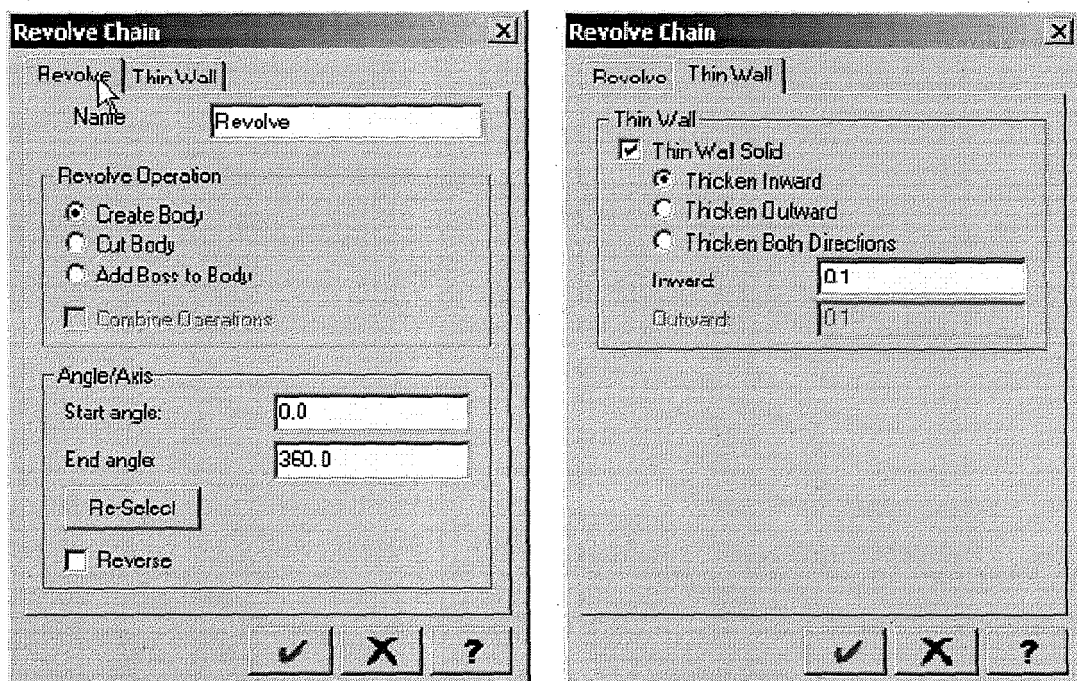 Revolve Chain
Revolve Thin Wall
Name Revolve
Revolve Operation
Create Body
Cut Body
Add Boss to Body
Combine Operations
Angle/Axis
Start angle: 0.0
End angle: 360.0
Re-Select
Reverse
?
Revolve Chain
Revolve Thin Wall
Thin Wall
Thin Wall Solid
Thicken Inward
Thicken Outward
Thicken Both Directions
Inward: 0.1
Outward: 0.1
?